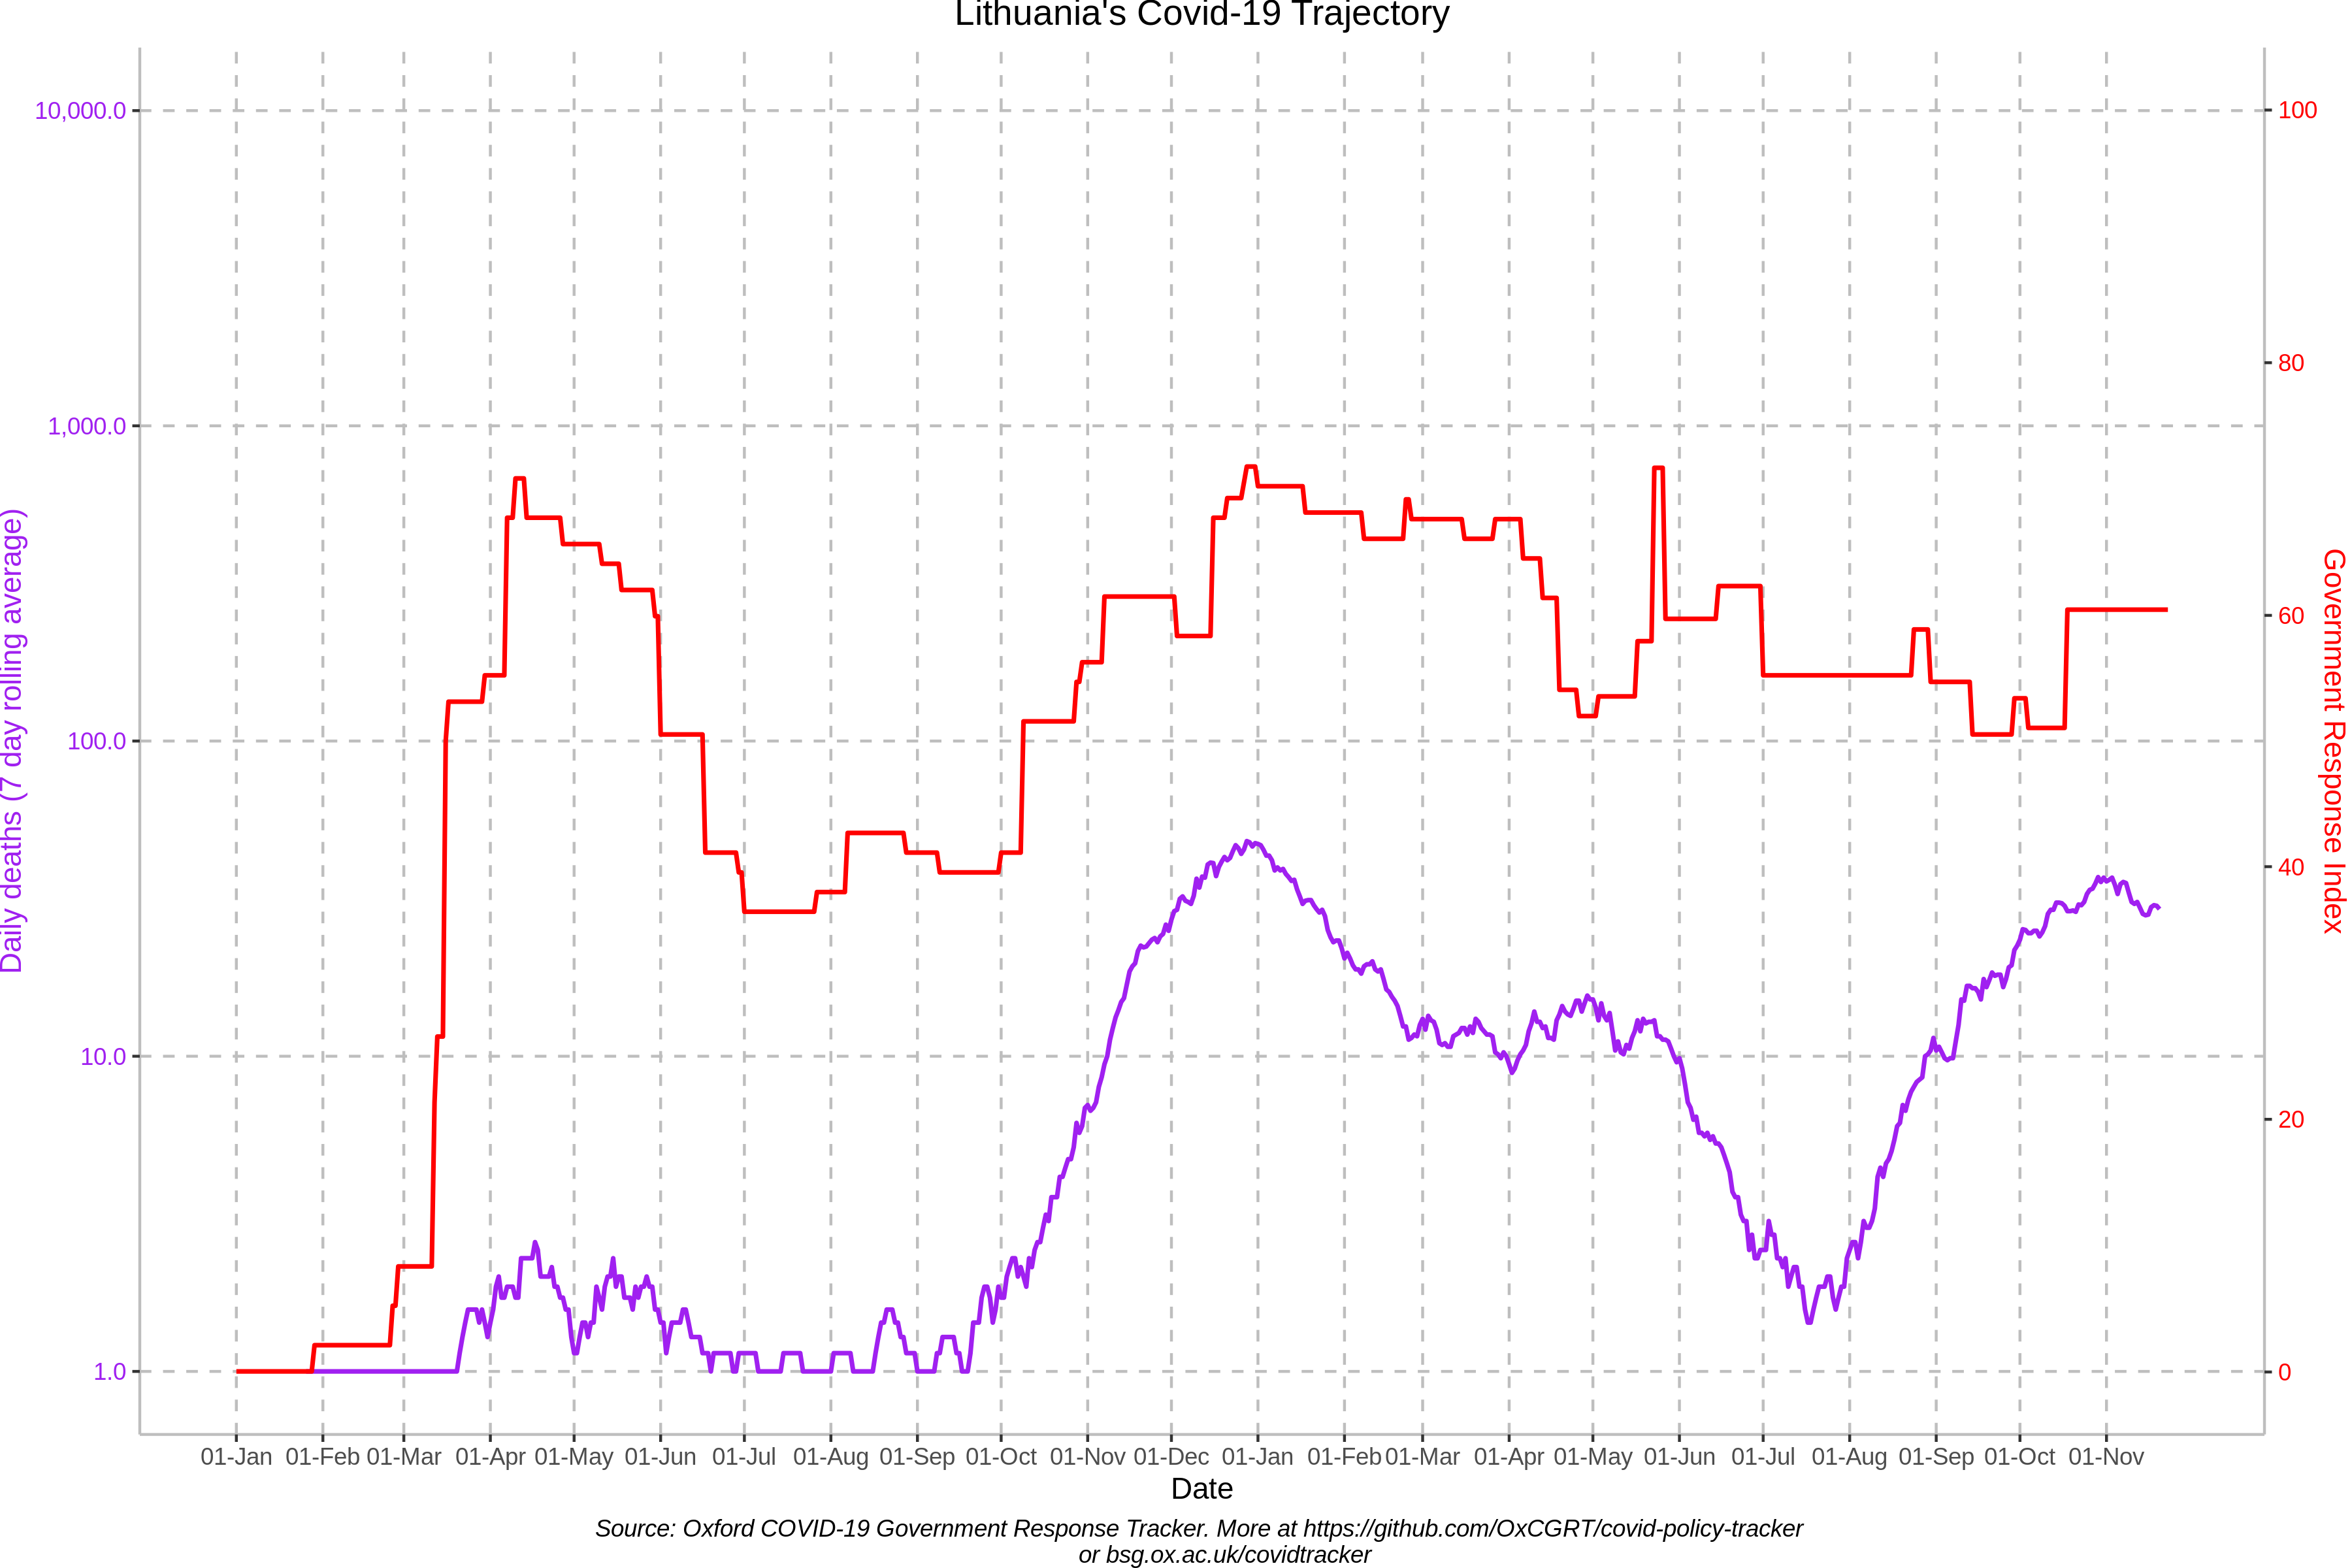 Lithuania's Covid-19 Trajectory
10,000.0
1,000.0
100.0
10.0
1.0
Daily deaths (7 day rolling average)
100
80
60
40
20
0
Government Response Index
01-Jan 01-Feb 01-Mar 01-Apr 01-May 01-Jun 01-Jul 01-Aug 01-Sep 01-Oct 01-Nov 01-Dec 01-Jan 01-Feb 01-Mar 01-Apr 01-May 01-Jun 01-Jul 01-Aug 01-Sep 01-Oct 01-Nov
Date
Source: Oxford COVID-19 Government Response Tracker. More at https://github.com/OxCGRT/covid-policy-tracker
or bsg.ox.ac.uk/covidtracker